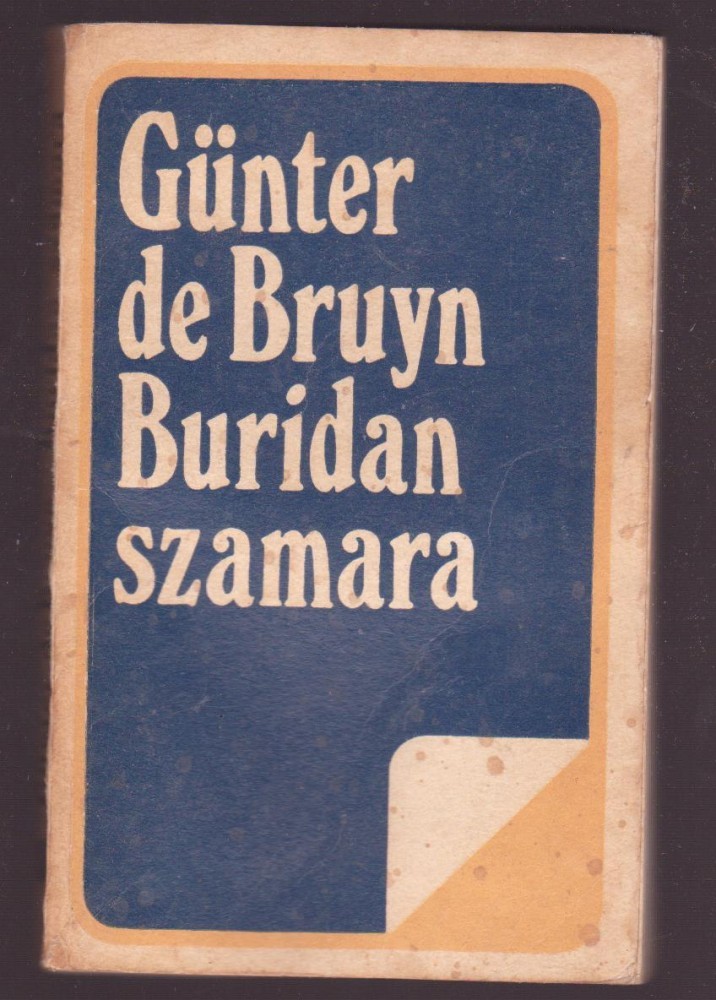 Günter
de Bruyn
Buridan
szamara